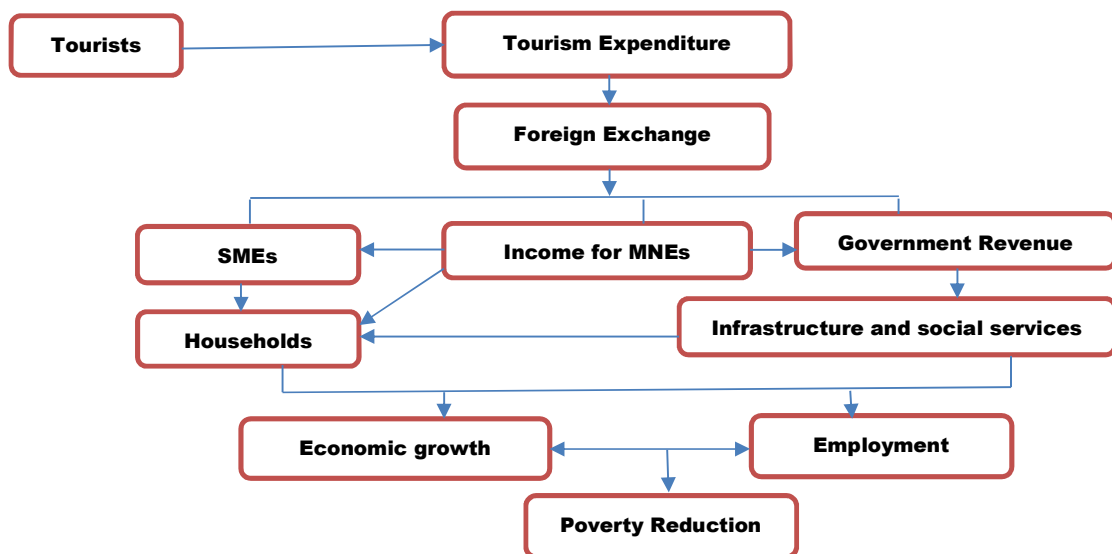 Tourists
Tourism Expenditure
Foreign Exchange
SMEs
Income for MNEs
Government Revenue
Households
Infrastructure and social services
Economic growth
Employment
Poverty Reduction